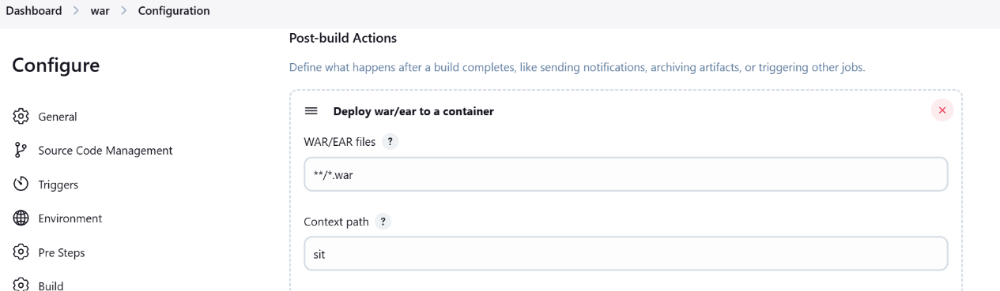 Dashboard > war > Configuration
Configure
General
Source Code Management
Triggers
Environment
Pre Steps
Build
Post-build Actions
Define what happens after a build completes, like sending notifications, archiving artifacts, or triggering other jobs.
Deploy war/ear to a container
WAR/EAR files ?
**/*.war
Context path ?
sit